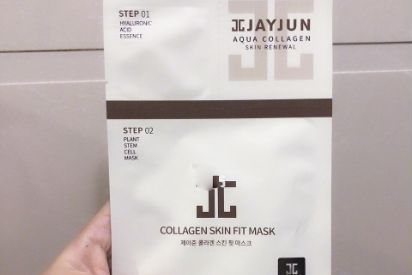 STEP 01
HYALURONIC
ACID
ESSENCE
JAYJUN
AQUA COLLAGEN
SKIN RENEWAL
STEP 02
PLANT
STEM
CELL
MASK
COLLAGEN SKIN FIT MASK
제이준 콜라겐 스킨 핏 마스크